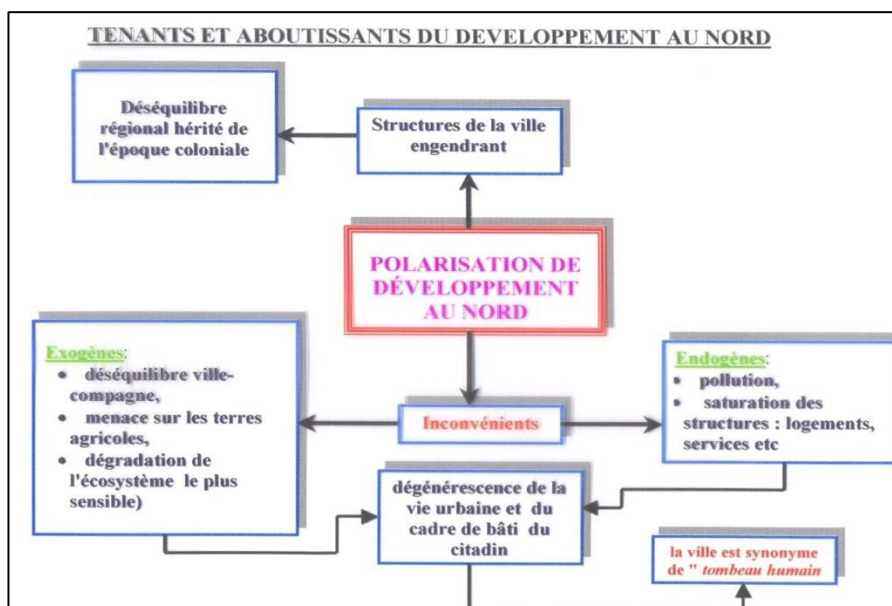 TENANTS ET ABOUTISSANTS DU DEVELOPPEMENT AU NORD
Déséquilibre
régional hérité de
l'époque coloniale
Structures de la ville
engendrant
POLARISATION DE
DÉVELOPPEMENT
AU NORD
Exogènes:
• déséquilibre ville-
compagne,
• menace sur les terres
agricoles,
• dégradation de
l'écosystème le plus
sensible)
Inconvénients
Endogènes:
• pollution,
• saturation des
structures : logements,
services etc
dégénérescence de la
vie urbaine et du
cadre de bâti du
citadin
la ville est synonyme
de " tombeau humain